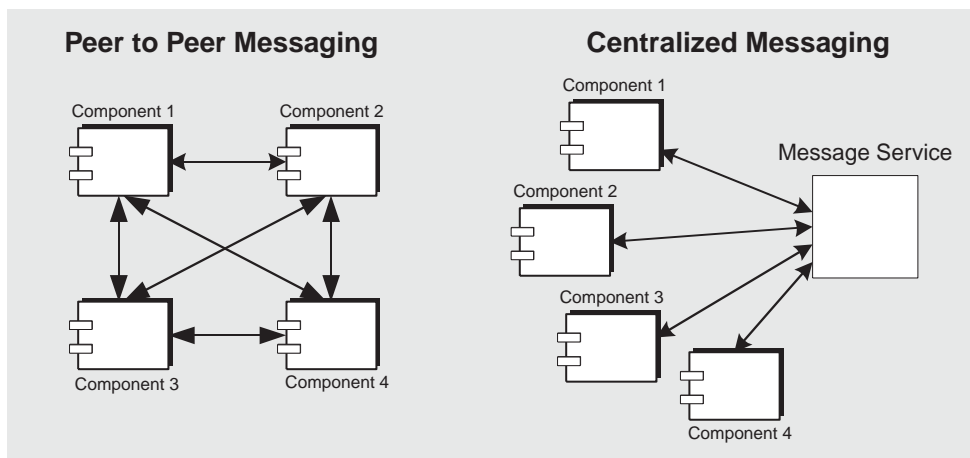 Peer to Peer Messaging
Component 1
Component 2
Component 3
Component 4
Centralized Messaging
Component 1
Message Service
Component 2
Component 3
Component 4